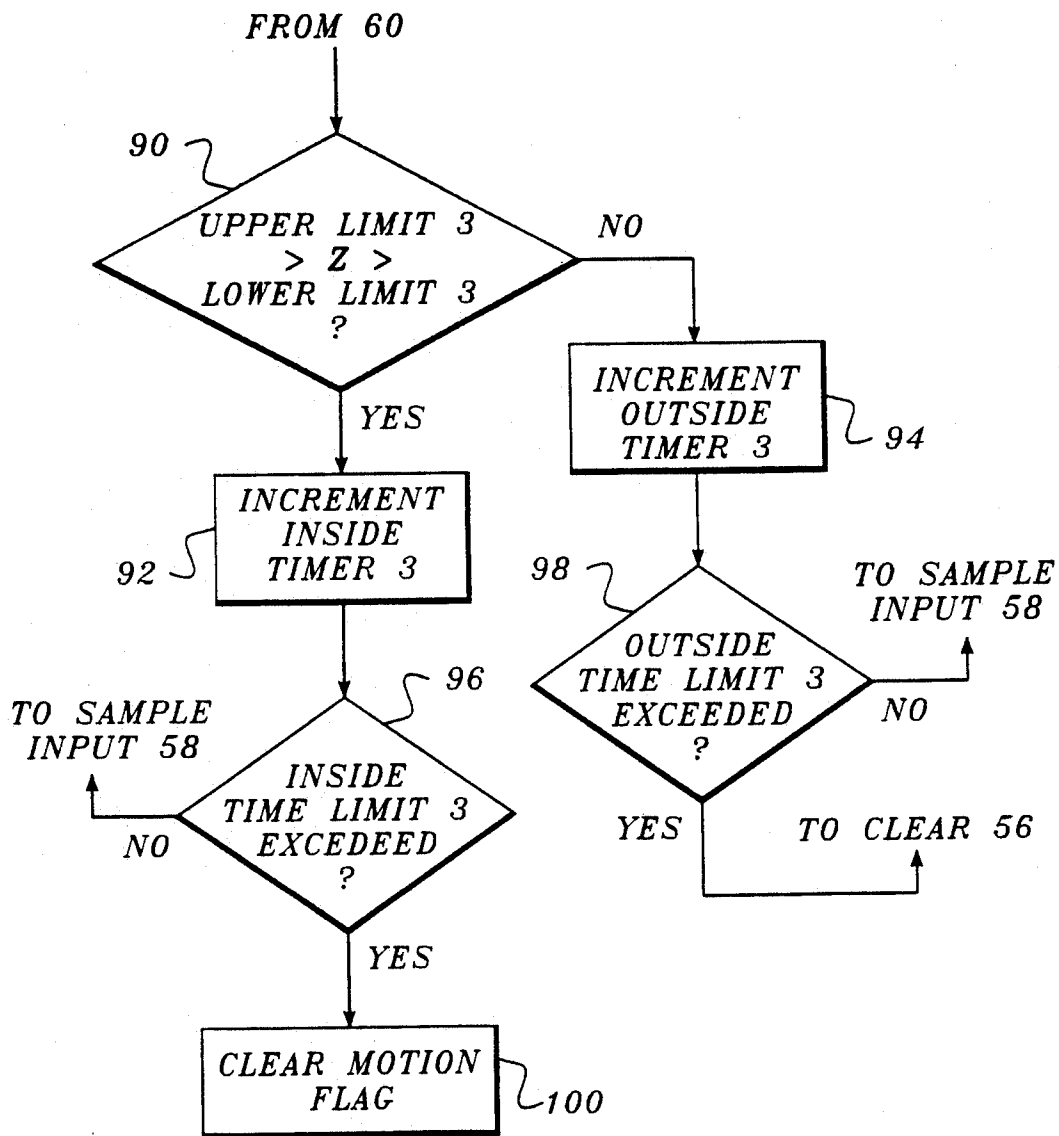 FROM 60
90
UPPER LIMIT 3
> Z >
LOWER LIMIT 3
?
NO
YES
INCREMENT
OUTSIDE
TIMER 3
94
INCREMENT
INSIDE
TIMER 3
92
98
OUTSIDE
TIME LIMIT 3
EXCEEDED
?
TO SAMPLE
INPUT 58
NO
YES
TO CLEAR 56
96
TO SAMPLE
INPUT 58
INSIDE
TIME LIMIT 3
EXCEDEED
?
NO
YES
CLEAR MOTION
FLAG
100